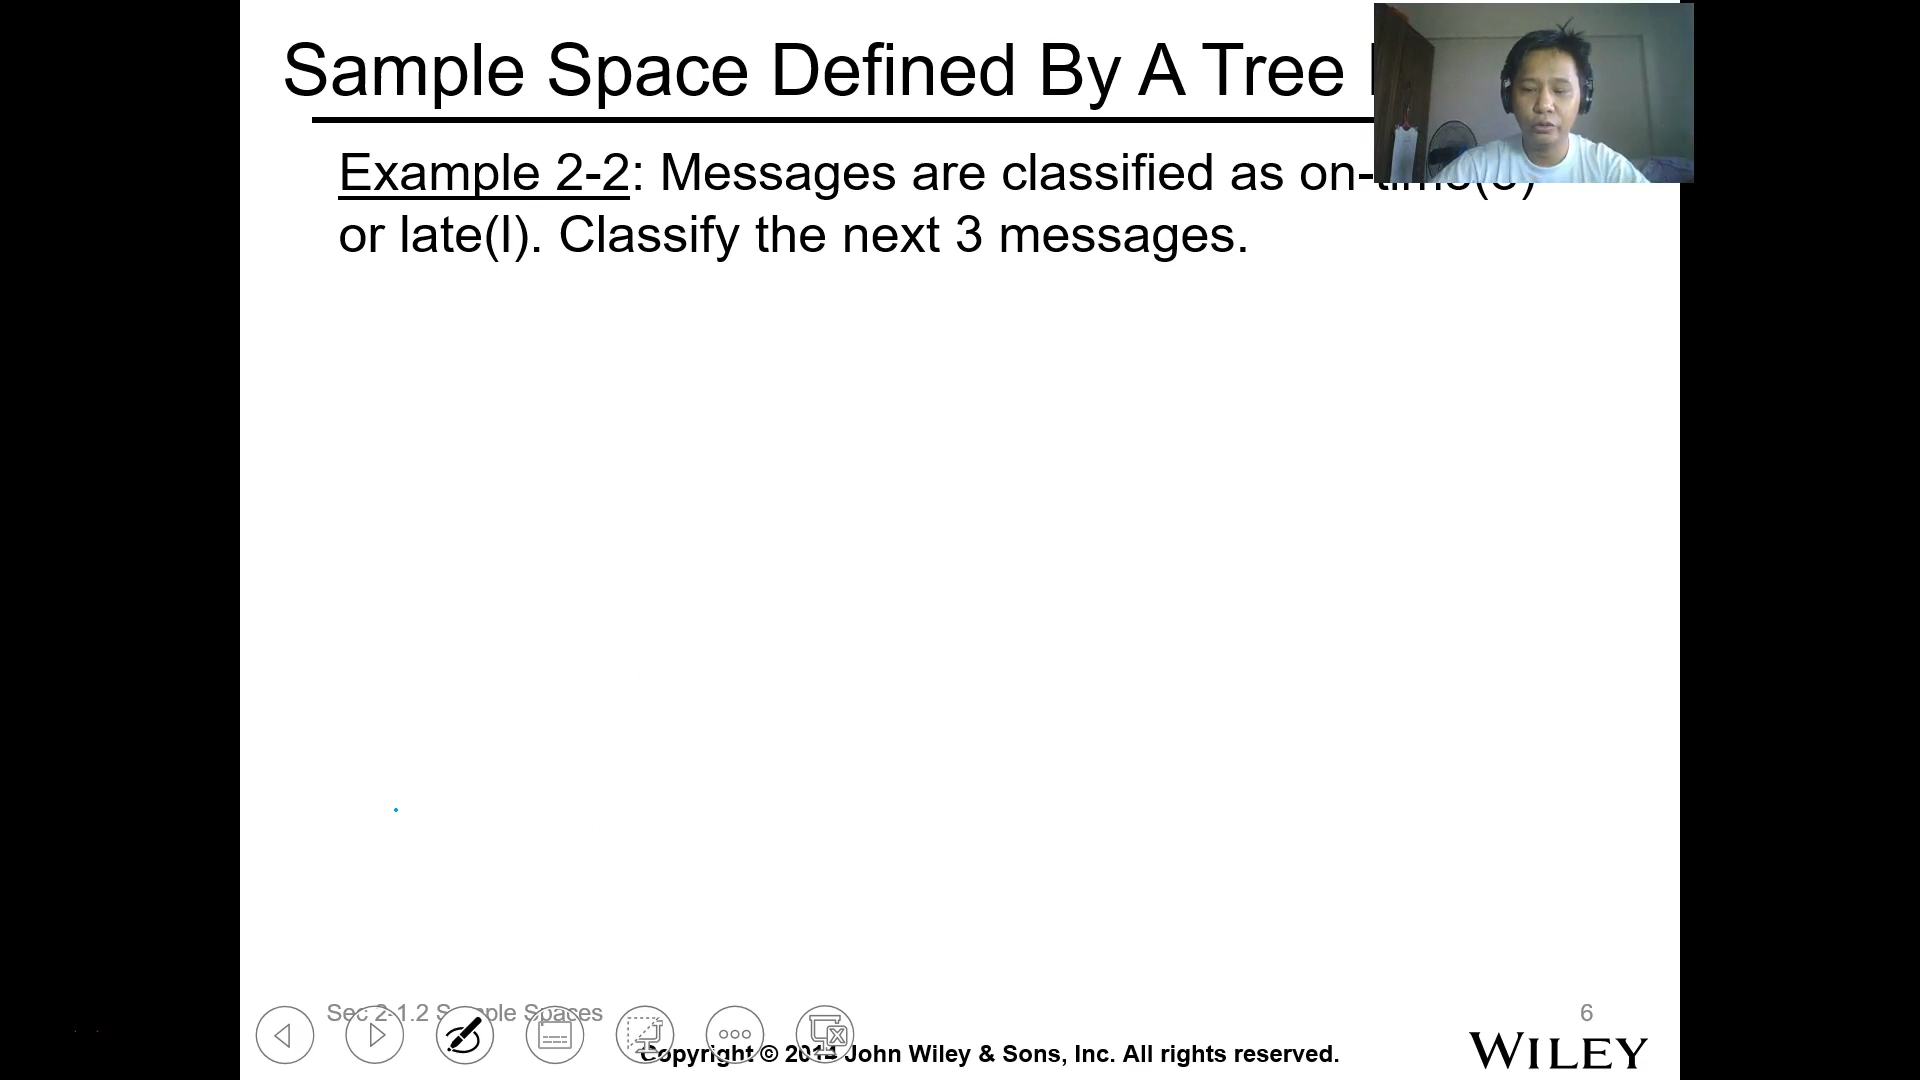 Sample Space Defined By A Tree
Example 2-2: Messages are classified as on-time(o)
or late(l). Classify the next 3 messages.
Sec 2-1.2 Sample Spaces
6
Copyright © 2014 John Wiley & Sons, Inc. All rights reserved.
WILEY